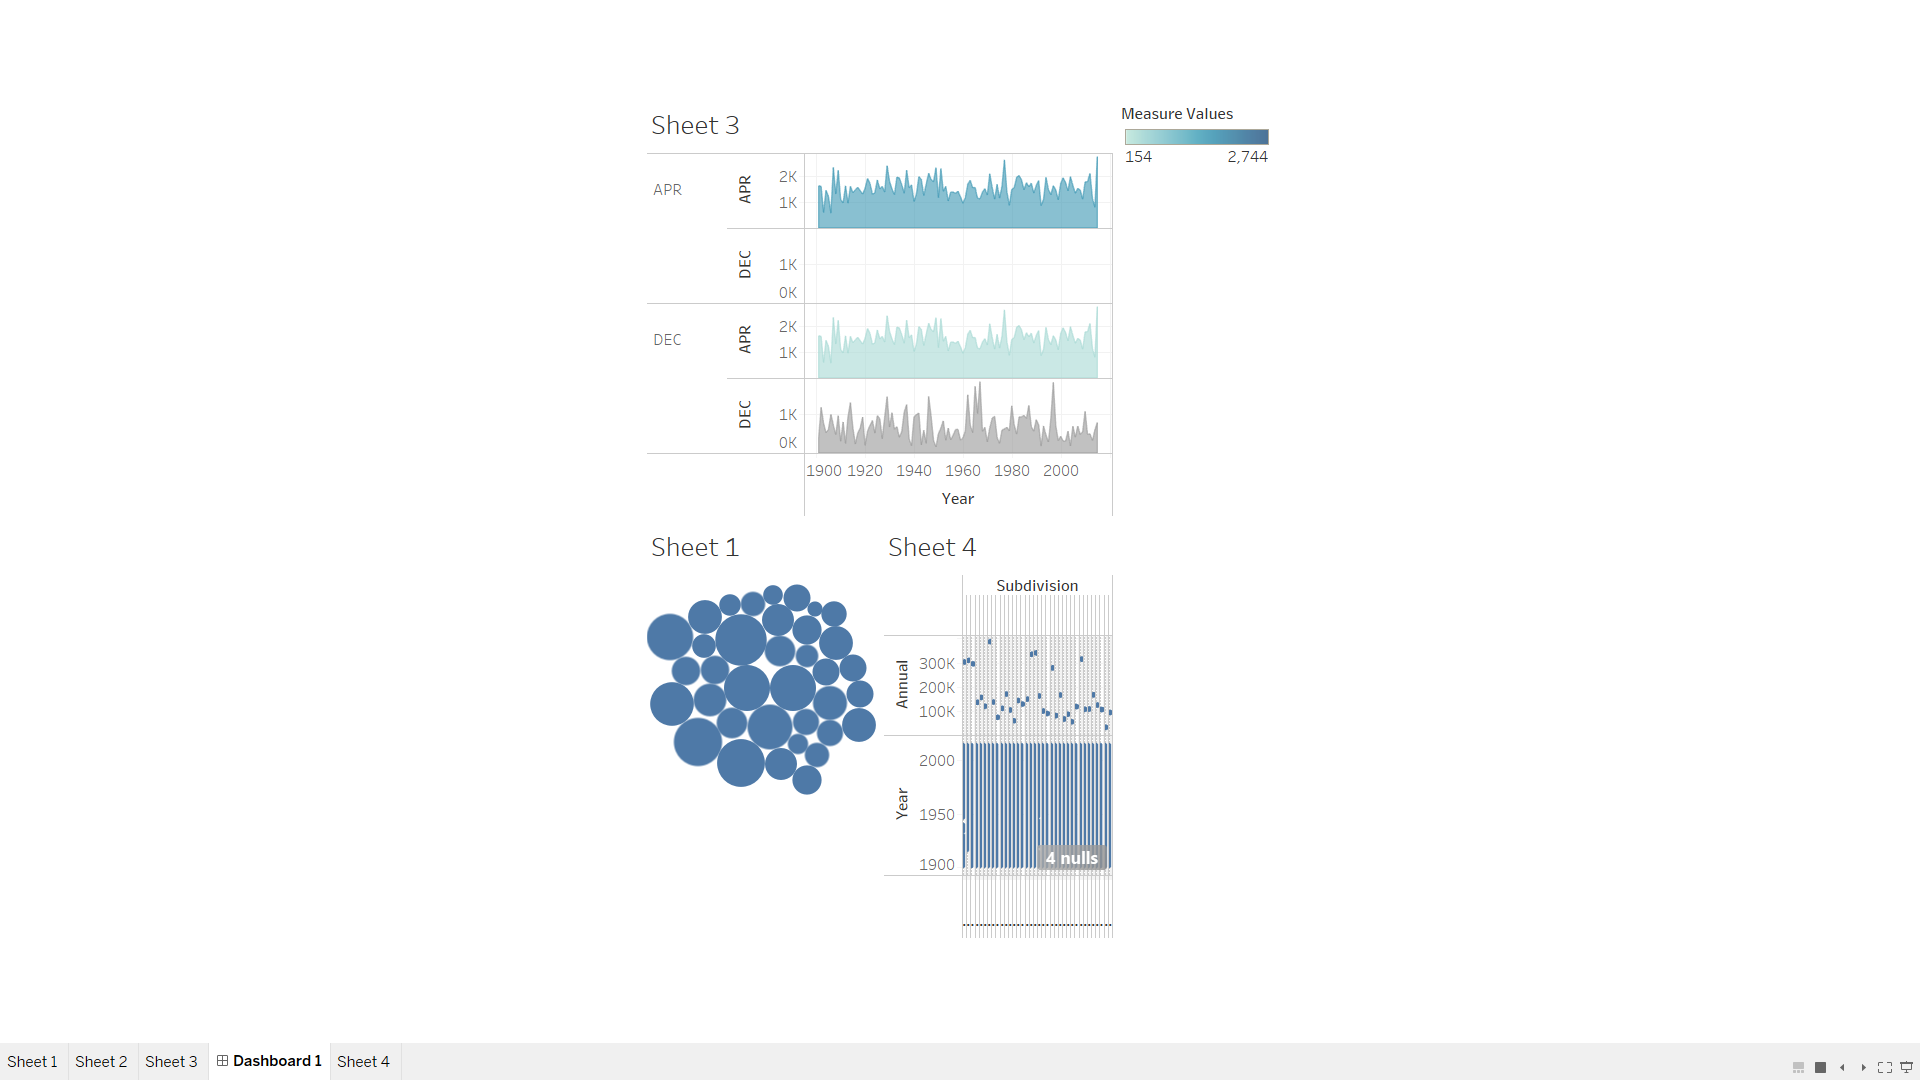 Sheet 3
Measure Values
154 2,744
APR
APR
2K
1K
DEC
1K
0K
DEC
APR
2K
1K
DEC
1K
0K
1900 1920 1940 1960 1980 2000
Year
Sheet 1
Sheet 4
Subdivision
Annual
300K
200K
100K
Year
2000
1950
1900
4 nulls
Sheet 1 Sheet 2 Sheet 3 Dashboard 1 Sheet 4